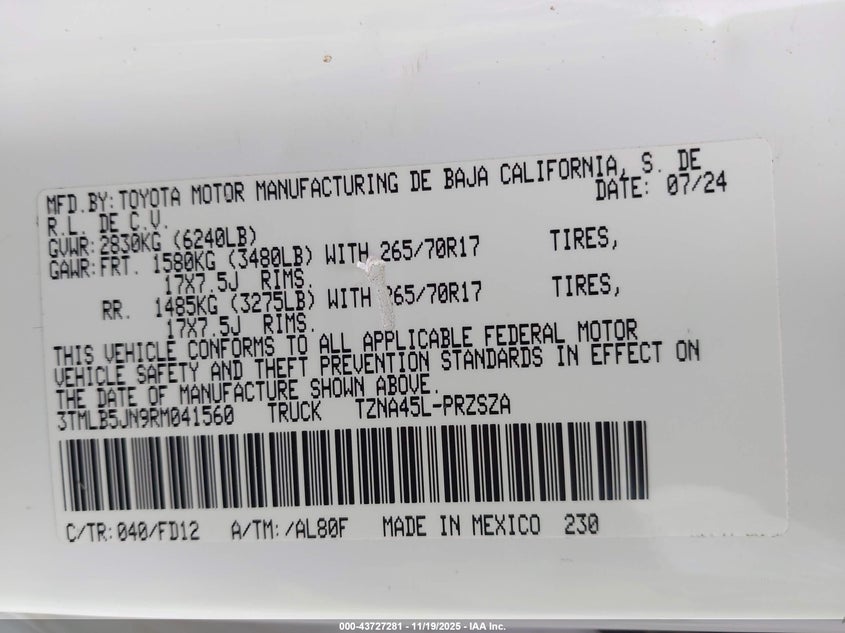 MFD.BY: TOYOTA MOTOR MANUFACTURING DE BAJA CALIFORNIA, S. DE
R.L. DE C.V. DATE: 07/24
GVWR: 2830KG (6240LB)
GAWR: FRT. 1580KG (3480LB) WITH 265/70R17 TIRES,
17X7.5J RIMS.
RR. 1485KG (3275LB) WITH 265/70R17 TIRES,
17X7.5J RIMS.
THIS VEHICLE CONFORMS TO ALL APPLICABLE FEDERAL MOTOR
VEHICLE SAFETY AND THEFT PREVENTION STANDARDS IN EFFECT ON
THE DATE OF MANUFACTURE SHOWN ABOVE.
3TMLB5JN9RM041560 TRUCK TZNA45L-PRZSZA
C/TR: 040/FD12 A/TM: /AL80F MADE IN MEXICO 230
000-43727281 - 11/19/2025 - IAA Inc.